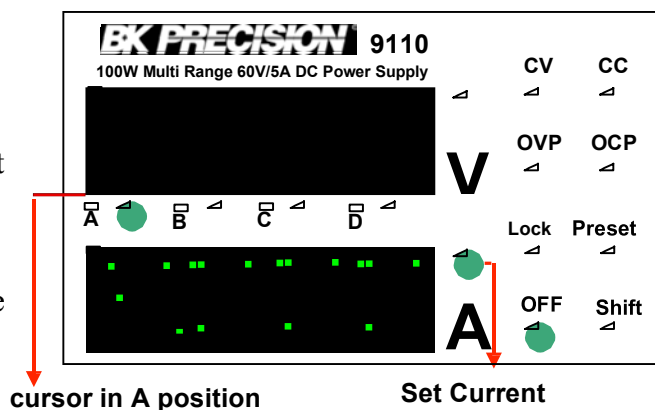 BK PRECISION 9110
100W Multi Range 60V/5A DC Power Supply
CV CC
OVP OCP
t
V
A B C D
Lock Preset
e
OFF Shift
A
cursor in A position
Set Current